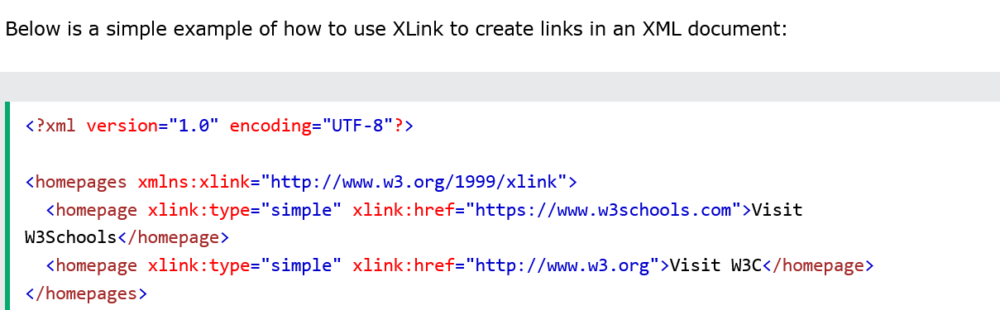 Below is a simple example of how to use XLink to create links in an XML document:
<?xml version="1.0" encoding="UTF-8"?>
<homepages xmlns:xlink="http://www.w3.org/1999/xlink">
<homepage xlink:type="simple" xlink:href="https://www.w3schools.com">Visit
W3Schools</homepage>
<homepage xlink:type="simple" xlink:href="http://www.w3.org">Visit W3C</homepage>
</homepages>